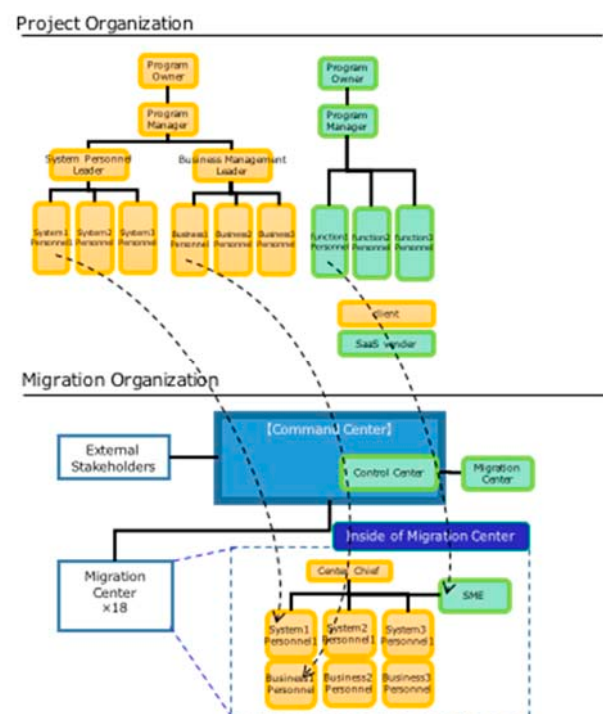 Project Organization
Program
Owner
Program
Owner
Program
Manager
Program
Manager
System Personnel
Leader
Business Management
Leader
System1
Personnel1
System2
Personnel
System3
Personnel
Business1
Personnel
Business2
Personnel
Business3
Personnel
function1
Personnel
function2
Personnel
function3
Personnel
client
SaaS vender
Migration Organization
【Command Center】
External
Stakeholders
Control Center
Migration
Center
Inside of Migration Center
Migration
Center
×18
Center Chief
SME
System1
Personnel1
System2
Personnel1
System3
Personnel1
Business1
Personnel
Business2
Personnel
Business3
Personnel